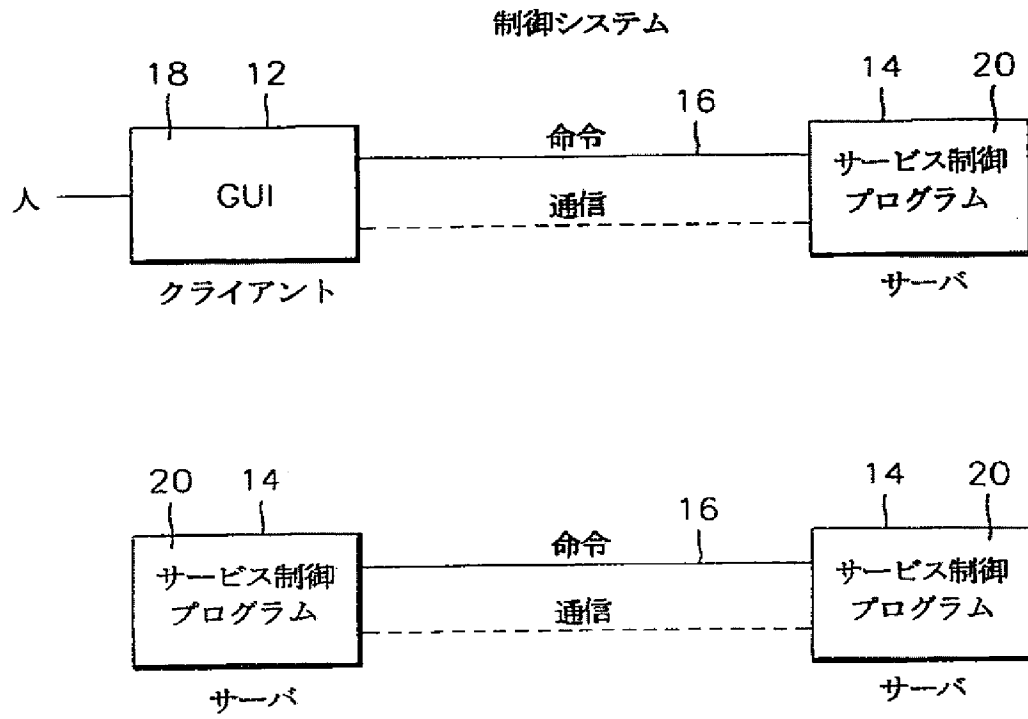 制御システム
18 12 16 14 20
人
GUI
命令
通信
サービス制御
プログラム
クライアント
サーバ
20 14 16 14 20
サービス制御
プログラム
命令
通信
サービス制御
プログラム
サーバ
サーバ